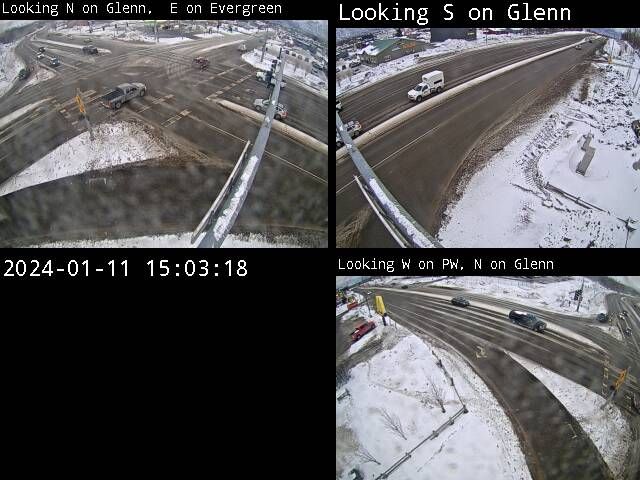 Looking N on Glenn,  E on Evergreen
Looking S on Glenn
2024-01-11 15:03:18
Looking W on PW, N on Glenn